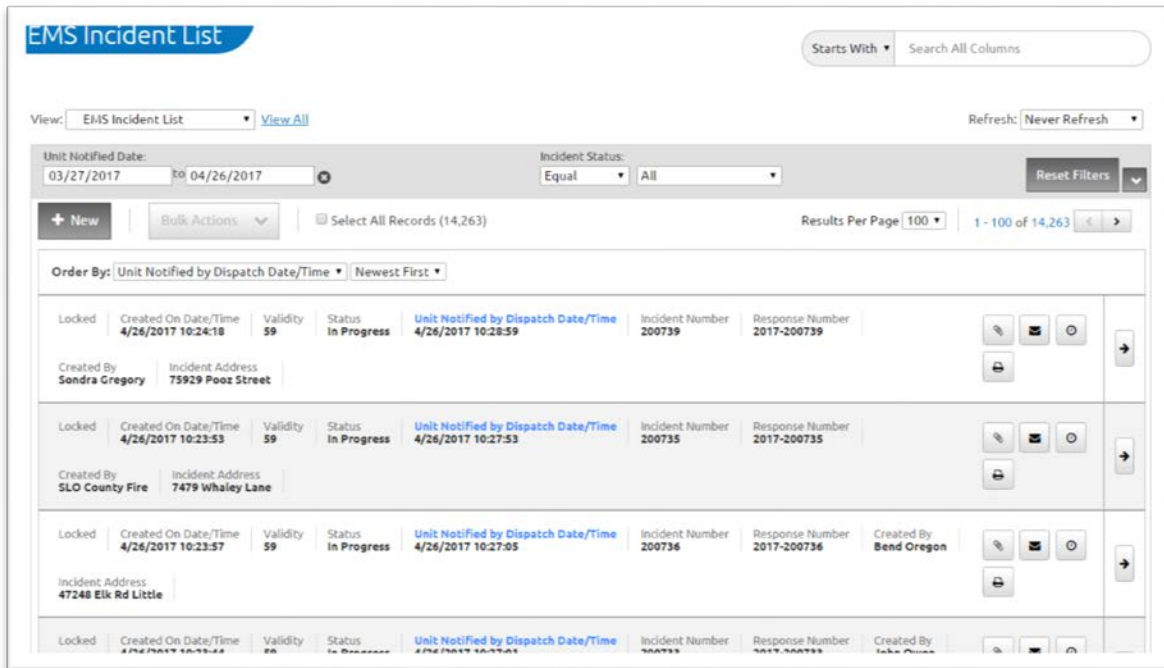 EMS Incident List
Starts With Search All Columns
View: EMS Incident List View All Refresh: Never Refresh
Unit Notified Date: Incident Status:
03/27/2017 to 04/26/2017 Equal All Reset Filters
+ New Bulk Actions Select All Records (14,263) Results Per Page 100 1 - 100 of 14,263 < >
Order By: Unit Notified by Dispatch Date/Time Newest First
Locked Created On Date/Time Validity Status Unit Notified by Dispatch Date/Time Incident Number Response Number
4/26/2017 10:24:18 59 In Progress 4/26/2017 10:28:59 200739 2017-200739
Created By Incident Address
Sondra Gregory 75929 Pooz Street
Locked Created On Date/Time Validity Status Unit Notified by Dispatch Date/Time Incident Number Response Number
4/26/2017 10:23:53 59 In Progress 4/26/2017 10:27:53 200735 2017-200735
Created By Incident Address
SLO County Fire 7479 Whaley Lane
Locked Created On Date/Time Validity Status Unit Notified by Dispatch Date/Time Incident Number Response Number Created By
4/26/2017 10:23:57 59 In Progress 4/26/2017 10:27:05 200736 2017-200736 Bend Oregon
Incident Address
47248 Elk Rd Little
Locked Created On Date/Time Validity Status Unit Notified by Dispatch Date/Time Incident Number Response Number Created By